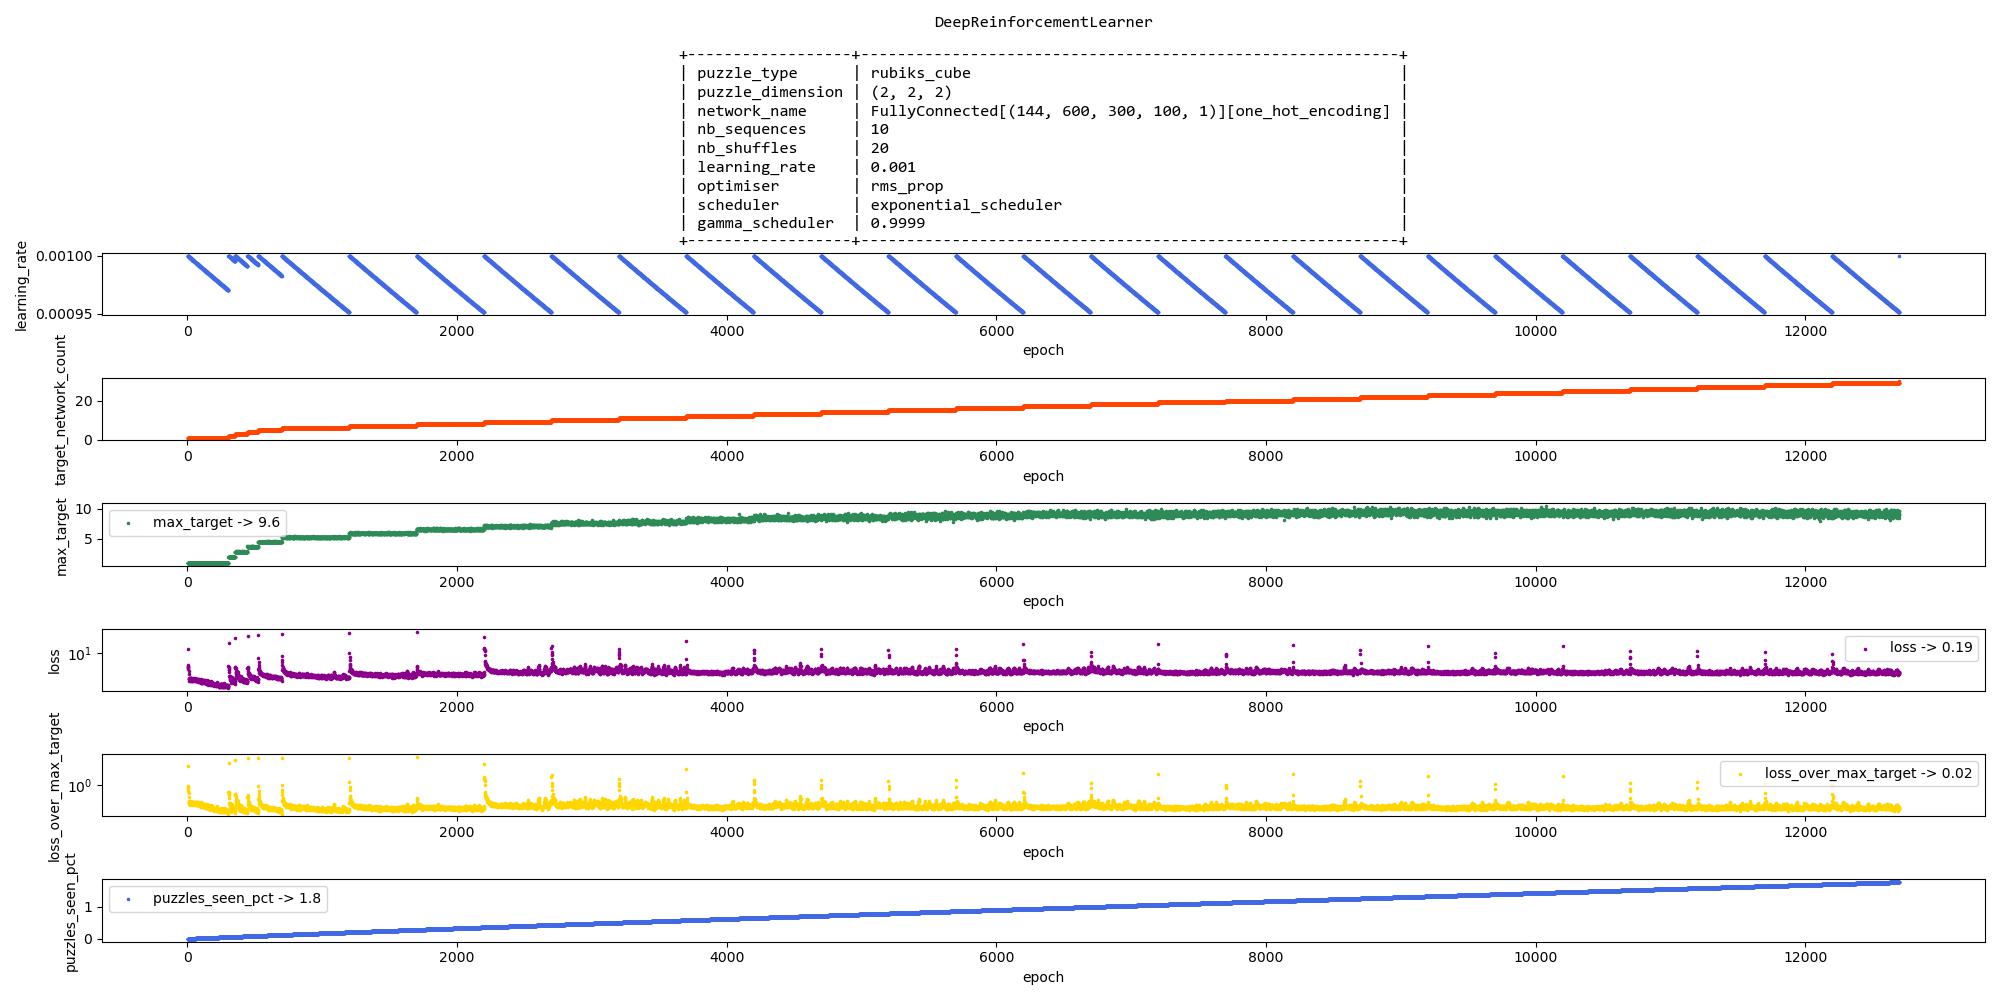 DeepReinforcementLearner
+------------------+----------------------------------------------------------+
| puzzle_type | rubiks_cube |
| puzzle_dimension | (2, 2, 2) |
| network_name | FullyConnected[(144, 600, 300, 100, 1)][one_hot_encoding] |
| nb_sequences | 10 |
| nb_shuffles | 20 |
| learning_rate | 0.001 |
| optimiser | rms_prop |
| scheduler | exponential_scheduler |
| gamma_scheduler | 0.9999 |
+------------------+----------------------------------------------------------+
learning_rate
0.00100
0.00095
0 2000 4000 6000 8000 10000 12000
epoch
target_network_count
20
0
0 2000 4000 6000 8000 10000 12000
epoch
max_target
10
5
max_target -> 9.6
0 2000 4000 6000 8000 10000 12000
epoch
loss
10¹
loss -> 0.19
0 2000 4000 6000 8000 10000 12000
epoch
loss_over_max_target
10⁰
loss_over_max_target -> 0.02
0 2000 4000 6000 8000 10000 12000
epoch
puzzles_seen_pct
1
0
puzzles_seen_pct -> 1.8
0 2000 4000 6000 8000 10000 12000
epoch